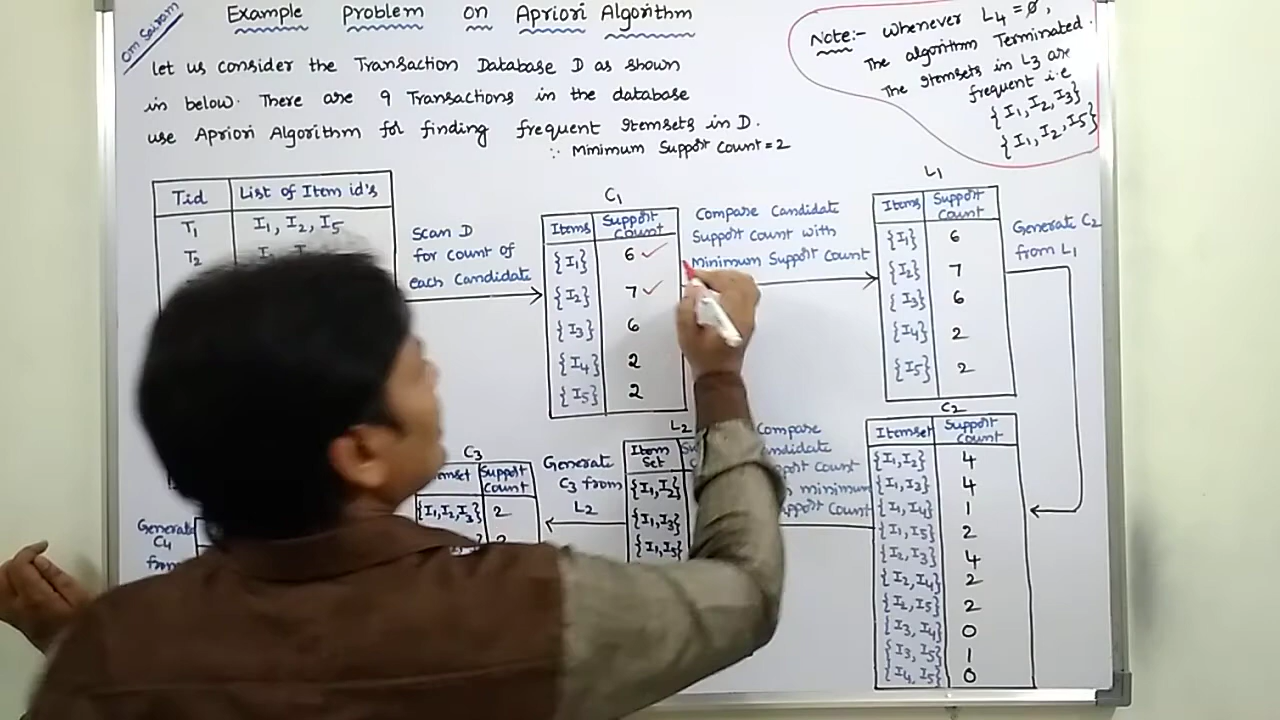 Om Sairam
Example Problem on Apriori Algorithm
Let us consider the Transaction Database D as shown
in below. There are 9 Transactions in the database
use Apriori Algorithm for finding frequent Itemsets in D.
∵ Minimum Support Count = 2
Note:- Whenever L4 = ∅,
The algorithm Terminated.
The Itemsets in L3 are
frequent i.e
{I1, I2, I3}
{I1, I2, I5}
Tid List of Item id's
T1 I1, I2, I5
T2
Scan D
for count of
each Candidate
C1
Items Support Count
{I1} 6 ✓
{I2} 7 ✓
{I3} 6
{I4} 2
{I5} 2
Compare Candidate
Support Count with
Minimum Support Count
L1
Items Support Count
{I1} 6
{I2} 7
{I3} 6
{I4} 2
{I5} 2
Generate C2
from L1
C2
Itemset Support Count
{I1, I2} 4
{I1, I3} 4
{I1, I4} 1
{I1, I5} 2
{I2, I3} 4
{I2, I4} 2
{I2, I5} 2
{I3, I4} 0
{I3, I5} 1
{I4, I5} 0
Compare
minimum
L2
Item Set
{I1, I2}
{I1, I3}
{I1, I5}
Generate
C3 from
L2
C3
Support Count
{I1, I2, I3} 2
2
Generate
C4
from